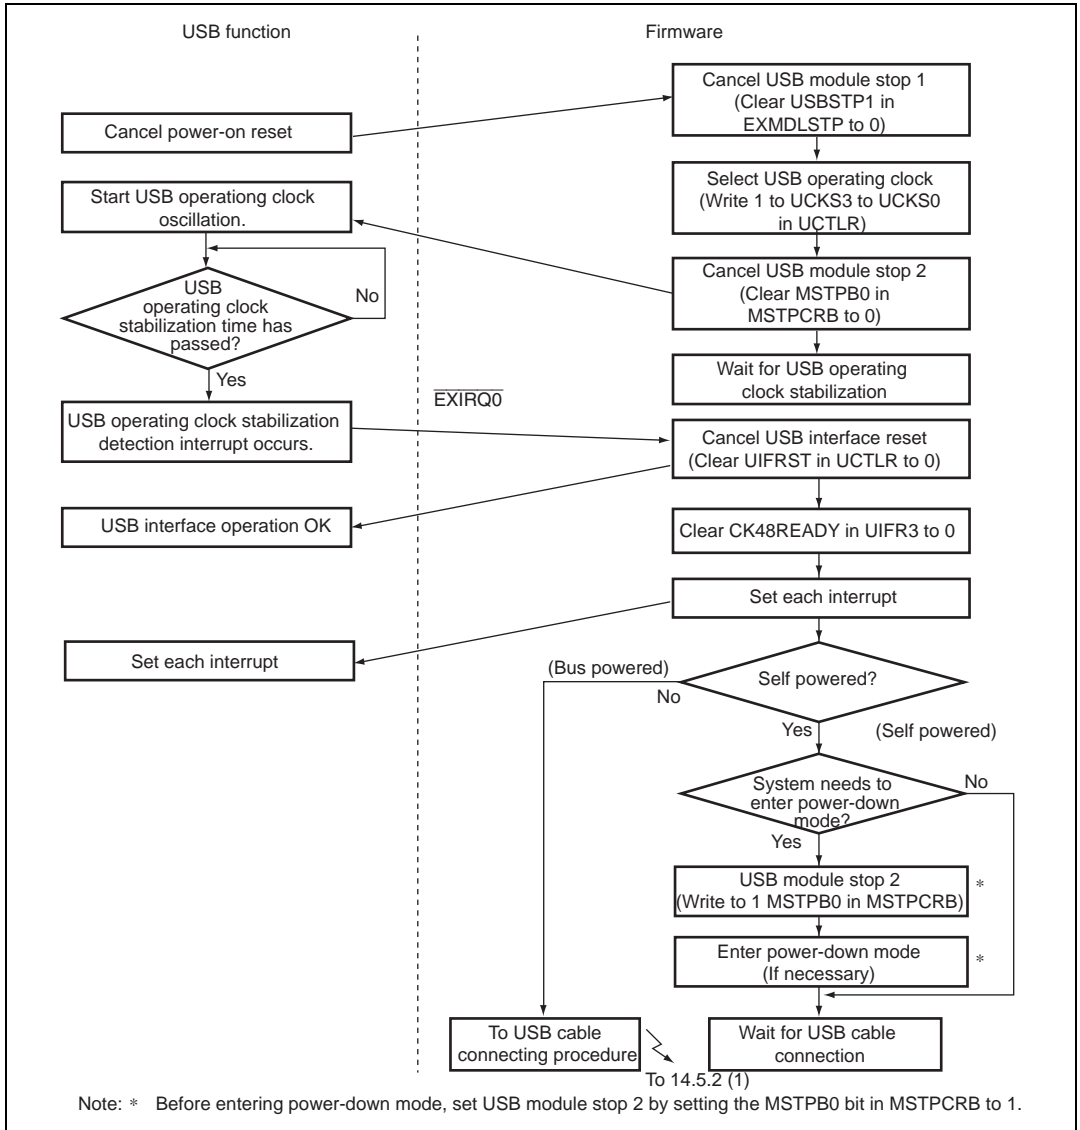 USB function
Firmware
Cancel USB module stop 1
(Clear USBSTP1 in
EXMDLSTP to 0)
Cancel power-on reset
Select USB operating clock
(Write 1 to UCKS3 to UCKS0
in UCTLR)
Start USB operationg clock
oscillation.
Cancel USB module stop 2
(Clear MSTPB0 in
MSTPCRB to 0)
USB
operating clock
stabilization time has
passed?
No
Yes
Wait for USB operating
clock stabilization
EXIRQ0
USB operating clock stabilization
detection interrupt occurs.
Cancel USB interface reset
(Clear UIFRST in UCTLR to 0)
USB interface operation OK
Clear CK48READY in UIFR3 to 0
Set each interrupt
Set each interrupt
(Bus powered)
No
Self powered?
Yes
(Self powered)
System needs to
enter power-down
mode?
No
Yes
USB module stop 2
(Write to 1 MSTPB0 in MSTPCRB)
*
Enter power-down mode
(If necessary)
*
To USB cable
connecting procedure
To 14.5.2 (1)
Wait for USB cable
connection
Note: * Before entering power-down mode, set USB module stop 2 by setting the MSTPB0 bit in MSTPCRB to 1.